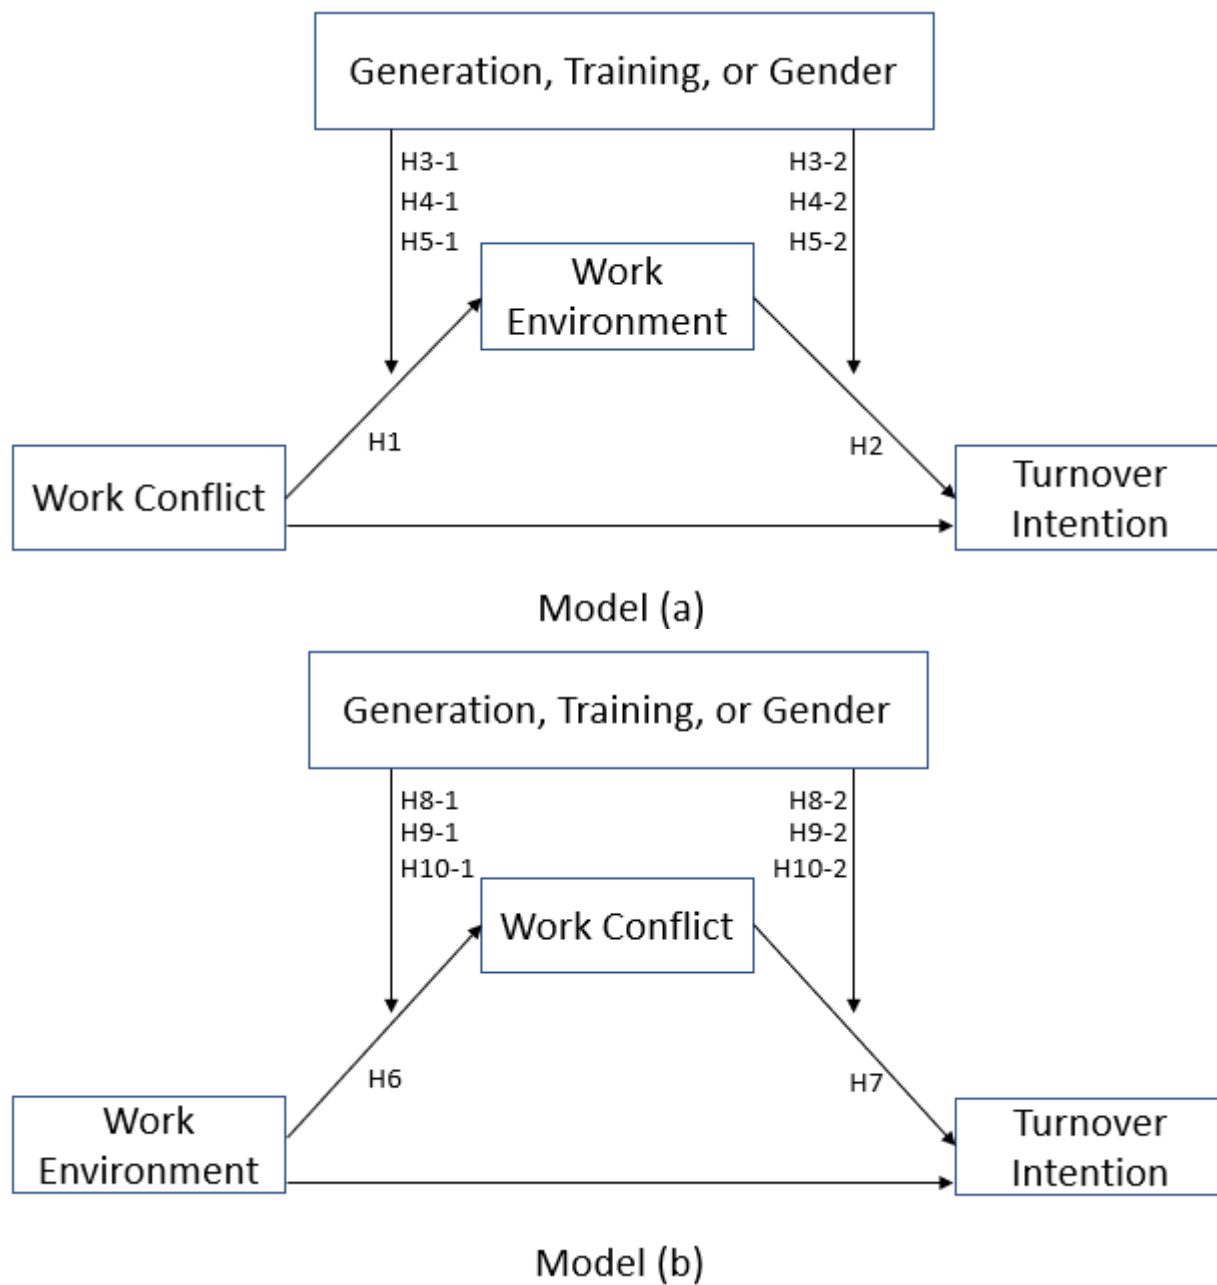 Generation, Training, or Gender
H3-1
H4-1
H5-1
H3-2
H4-2
H5-2
Work
Environment
H1
H2
Work Conflict
Turnover
Intention
Model (a)
Generation, Training, or Gender
H8-1
H9-1
H10-1
H8-2
H9-2
H10-2
Work Conflict
H6
H7
Work
Environment
Turnover
Intention
Model (b)